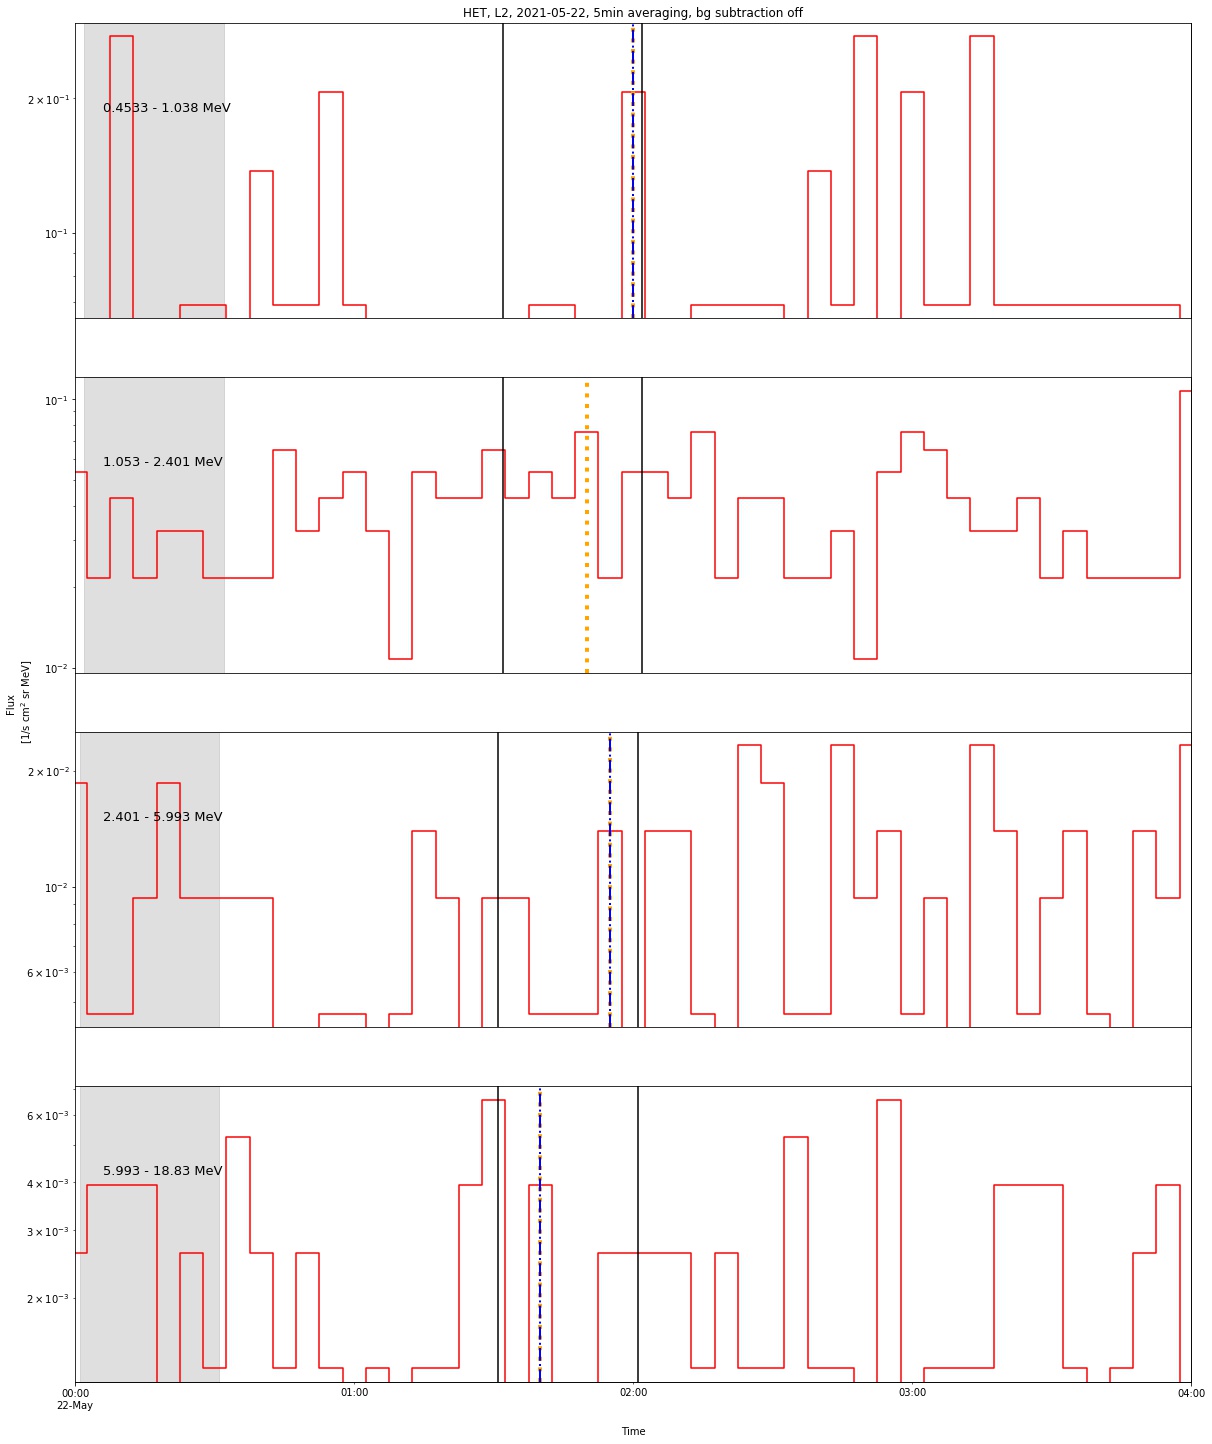 HET, L2, 2021-05-22, 5min averaging, bg subtraction off
2 × 10⁻¹
0.4533 - 1.038 MeV
10⁻¹
10⁻¹
1.053 - 2.401 MeV
10⁻²
Flux
[1/s cm² sr MeV]
2 × 10⁻²
2.401 - 5.993 MeV
10⁻²
6 × 10⁻³
6 × 10⁻³
5.993 - 18.83 MeV
4 × 10⁻³
3 × 10⁻³
2 × 10⁻³
00:00 01:00 02:00 03:00 04:00
22-May
Time